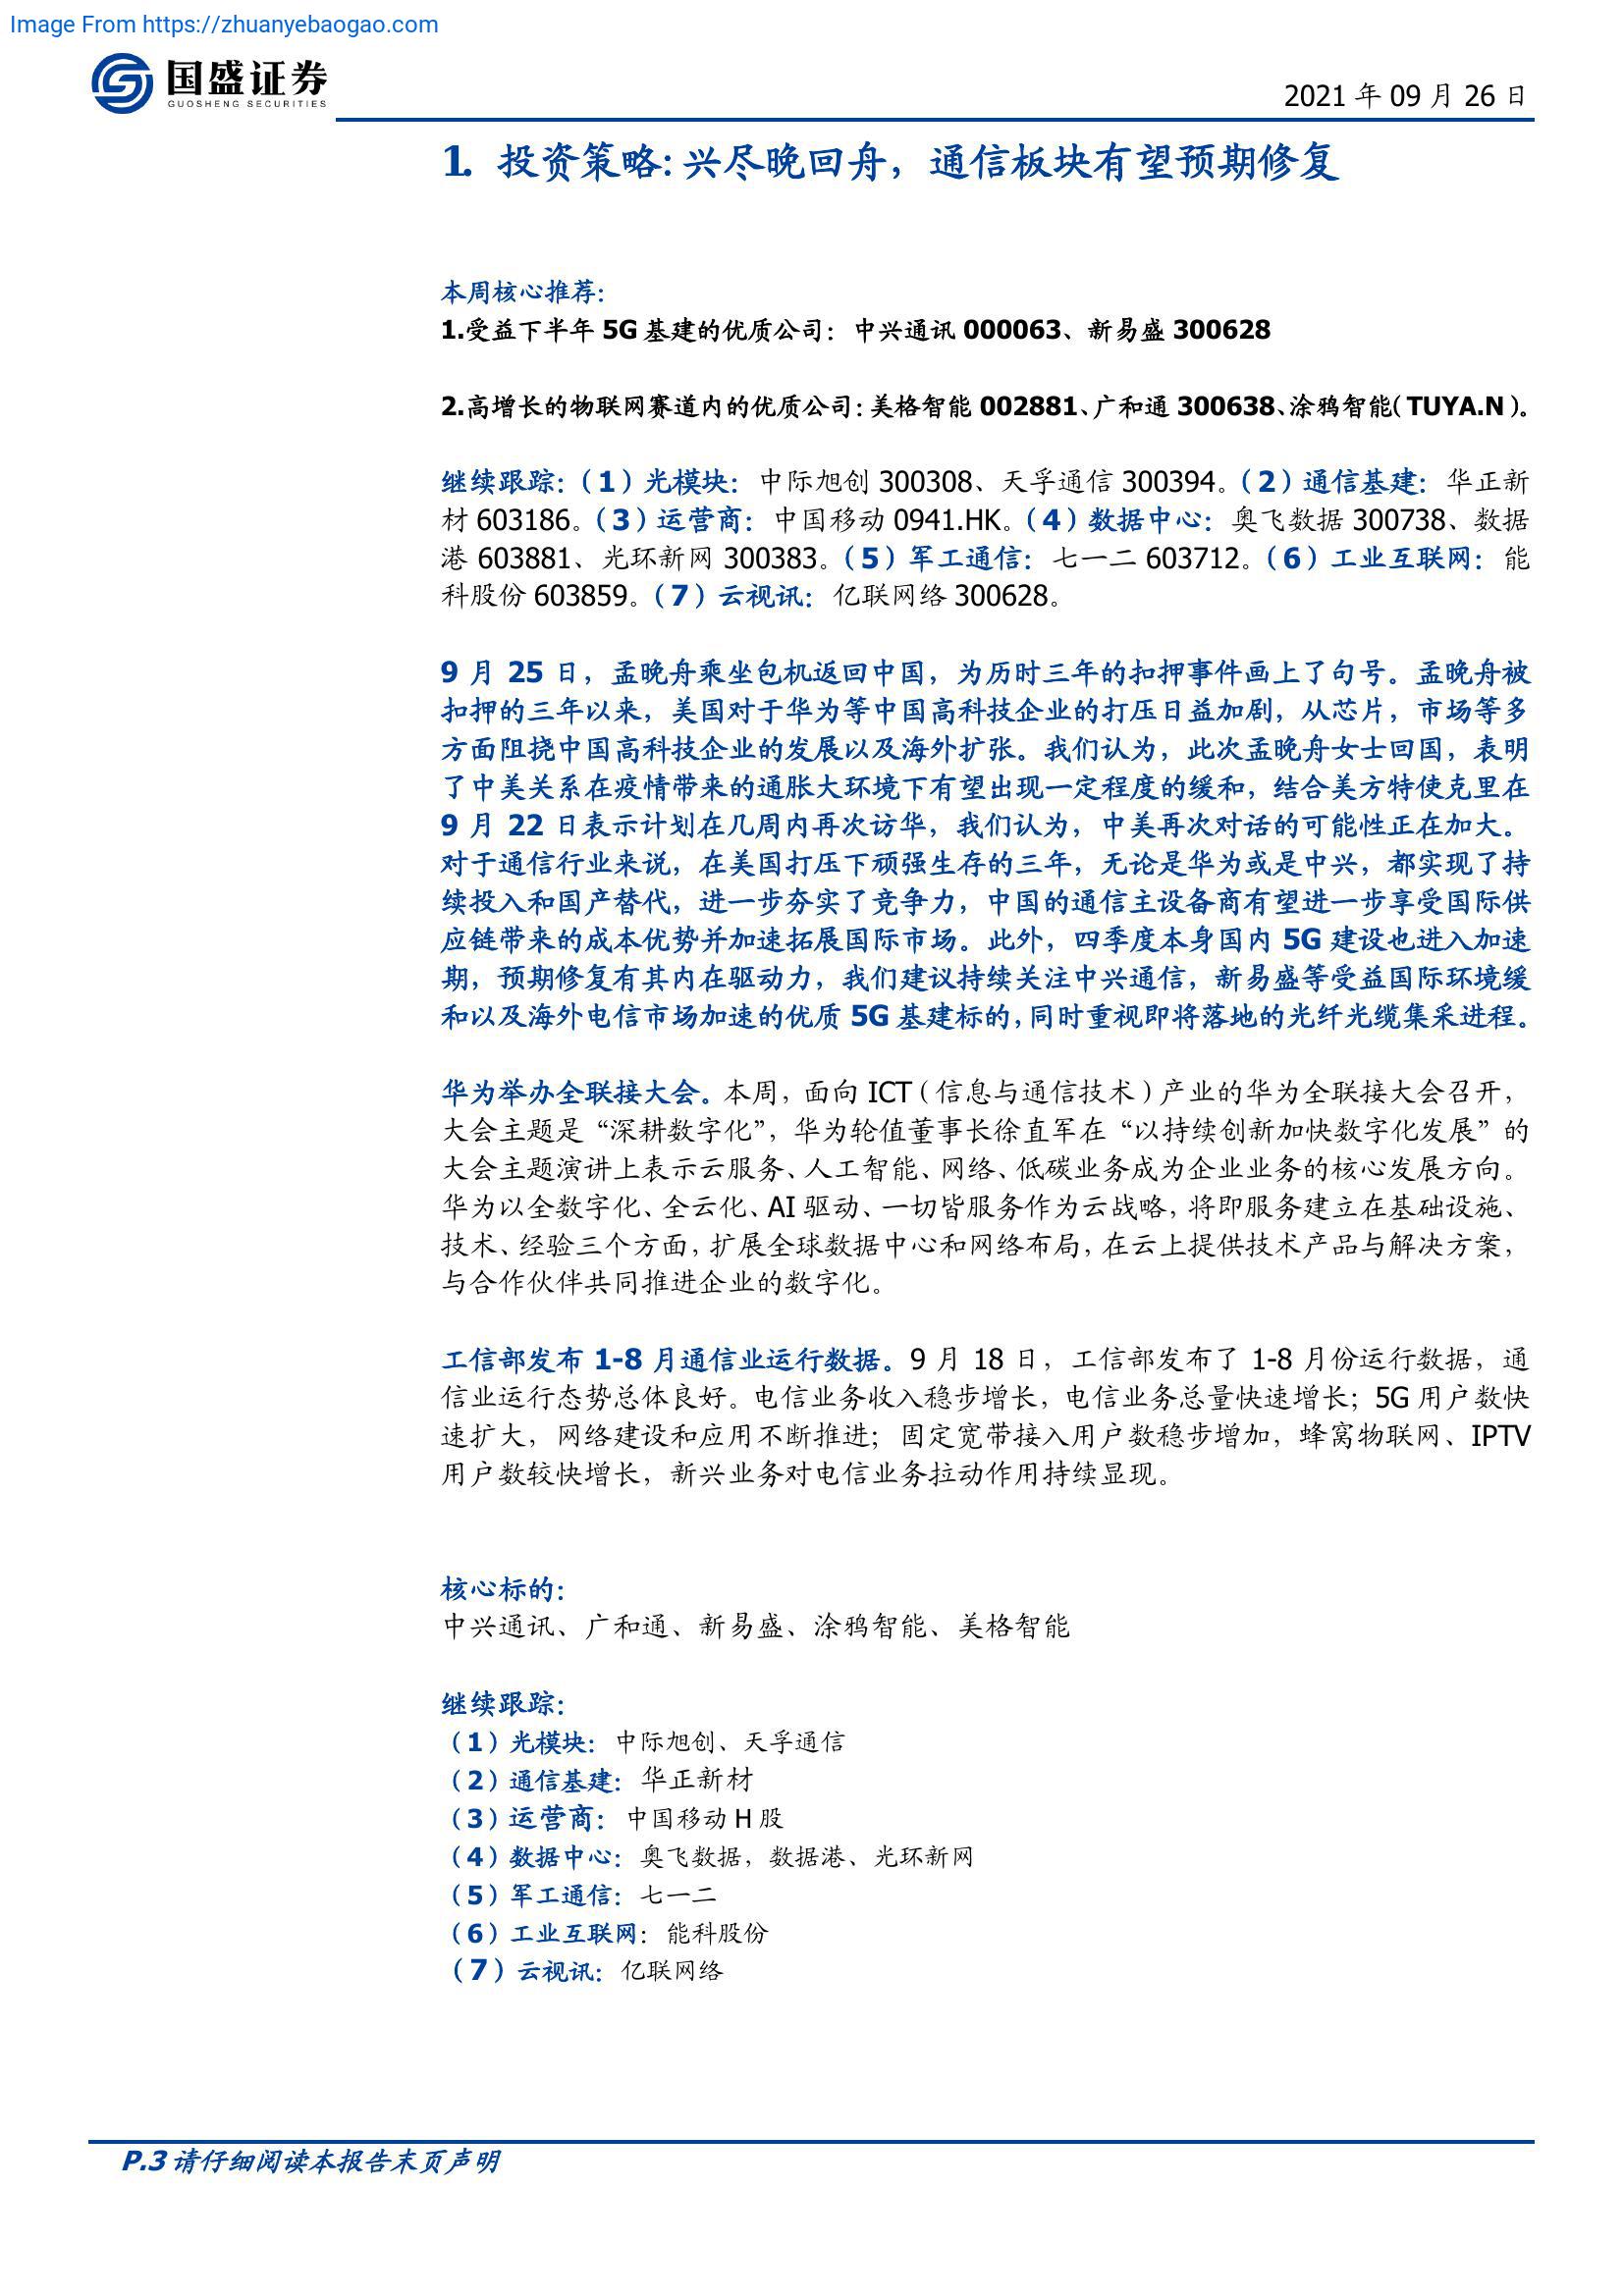 Image From https://zhuanyebaogao.com
国盛证券
GUOSHENG SECURITIES
2021 年 09 月 26 日
1. 投资策略：兴尽晚回舟，通信板块有望预期修复
本周核心推荐：
1.受益下半年 5G 基建的优质公司：中兴通讯 000063、新易盛 300628
2.高增长的物联网赛道内的优质公司：美格智能 002881、广和通 300638、涂鸦智能（TUYA.N）。
继续跟踪：（1）光模块：中际旭创 300308、天孚通信 300394。（2）通信基建：华正新
材 603186。（3）运营商：中国移动 0941.HK。（4）数据中心：奥飞数据 300738、数据
港 603881、光环新网 300383。（5）军工通信：七一二 603712。（6）工业互联网：能
科股份 603859。（7）云视讯：亿联网络 300628。
9 月 25 日，孟晚舟乘坐包机返回中国，为历时三年的扣押事件画上了句号。孟晚舟被
扣押的三年以来，美国对于华为等中国高科技企业的打压日益加剧，从芯片，市场等多
方面阻挠中国高科技企业的发展以及海外扩张。我们认为，此次孟晚舟女士回国，表明
了中美关系在疫情带来的通胀大环境下有望出现一定程度的缓和，结合美方特使克里在
9 月 22 日表示计划在几周内再次访华，我们认为，中美再次对话的可能性正在加大。
对于通信行业来说，在美国打压下顽强生存的三年，无论是华为或是中兴，都实现了持
续投入和国产替代，进一步夯实了竞争力，中国的通信主设备商有望进一步享受国际供
应链带来的成本优势并加速拓展国际市场。此外，四季度本身国内 5G 建设也进入加速
期，预期修复有其内在驱动力，我们建议持续关注中兴通信，新易盛等受益国际环境缓
和以及海外电信市场加速的优质 5G 基建标的，同时重视即将落地的光纤光缆集采进程。
华为举办全联接大会。本周，面向 ICT（信息与通信技术）产业的华为全联接大会召开，
大会主题是“深耕数字化”，华为轮值董事长徐直军在“以持续创新加快数字化发展”的
大会主题演讲上表示云服务、人工智能、网络、低碳业务成为企业业务的核心发展方向。
华为以全数字化、全云化、AI 驱动、一切皆服务作为云战略，将即服务建立在基础设施、
技术、经验三个方面，扩展全球数据中心和网络布局，在云上提供技术产品与解决方案，
与合作伙伴共同推进企业的数字化。
工信部发布 1-8 月通信业运行数据。9 月 18 日，工信部发布了 1-8 月份运行数据，通
信业运行态势总体良好。电信业务收入稳步增长，电信业务总量快速增长；5G 用户数快
速扩大，网络建设和应用不断推进；固定宽带接入用户数稳步增加，蜂窝物联网、IPTV
用户数较快增长，新兴业务对电信业务拉动作用持续显现。
核心标的：
中兴通讯、广和通、新易盛、涂鸦智能、美格智能
继续跟踪：
（1）光模块：中际旭创、天孚通信
（2）通信基建：华正新材
（3）运营商：中国移动 H 股
（4）数据中心：奥飞数据，数据港、光环新网
（5）军工通信：七一二
（6）工业互联网：能科股份
（7）云视讯：亿联网络
P.3 请仔细阅读本报告末页声明